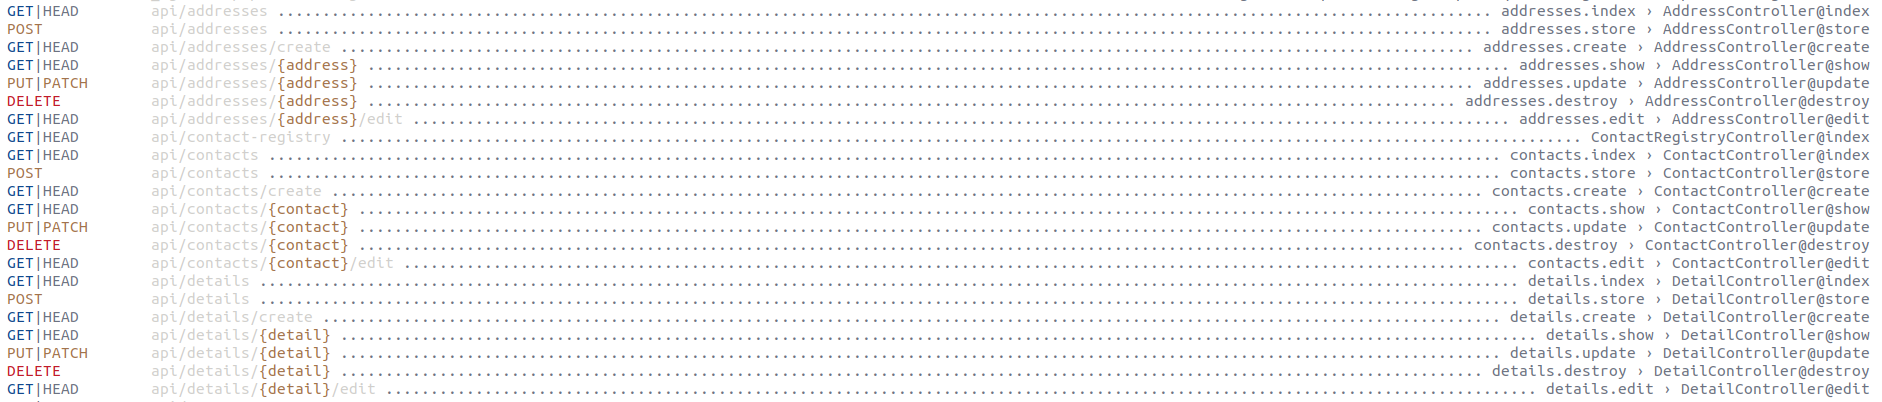 GET|HEAD api/addresses ........ addresses.index › AddressController@index
POST api/addresses ........ addresses.store › AddressController@store
GET|HEAD api/addresses/create ........ addresses.create › AddressController@create
GET|HEAD api/addresses/{address} ........ addresses.show › AddressController@show
PUT|PATCH api/addresses/{address} ........ addresses.update › AddressController@update
DELETE api/addresses/{address} ........ addresses.destroy › AddressController@destroy
GET|HEAD api/addresses/{address}/edit ........ addresses.edit › AddressController@edit
GET|HEAD api/contact-registry ........ ContactRegistryController@index
GET|HEAD api/contacts ........ contacts.index › ContactController@index
POST api/contacts ........ contacts.store › ContactController@store
GET|HEAD api/contacts/create ........ contacts.create › ContactController@create
GET|HEAD api/contacts/{contact} ........ contacts.show › ContactController@show
PUT|PATCH api/contacts/{contact} ........ contacts.update › ContactController@update
DELETE api/contacts/{contact} ........ contacts.destroy › ContactController@destroy
GET|HEAD api/contacts/{contact}/edit ........ contacts.edit › ContactController@edit
GET|HEAD api/details ........ details.index › DetailController@index
POST api/details ........ details.store › DetailController@store
GET|HEAD api/details/create ........ details.create › DetailController@create
GET|HEAD api/details/{detail} ........ details.show › DetailController@show
PUT|PATCH api/details/{detail} ........ details.update › DetailController@update
DELETE api/details/{detail} ........ details.destroy › DetailController@destroy
GET|HEAD api/details/{detail}/edit ........ details.edit › DetailController@edit